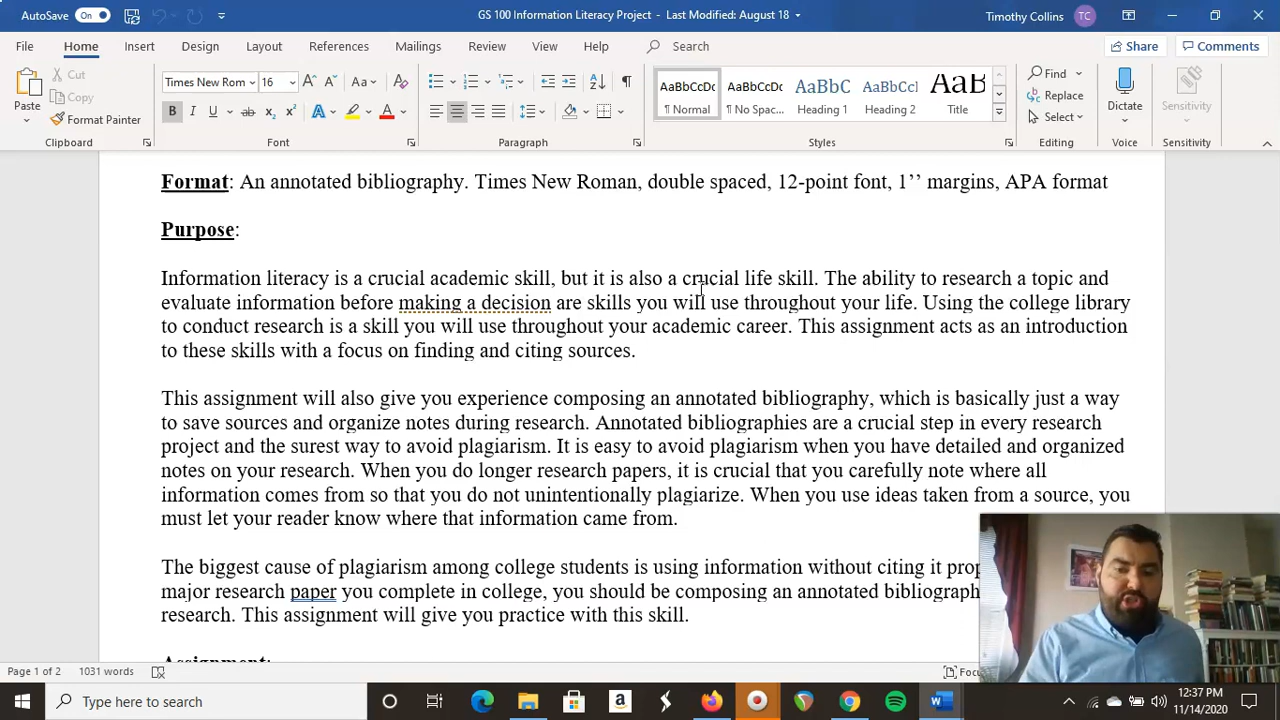 AutoSave On GS 100 Information Literacy Project - Last Modified: August 18 Timothy Collins TC
File Home Insert Design Layout References Mailings Review View Help Search Share Comments
Paste Cut Copy Format Painter
Times New Rom 16 Aa
B I U ab x₂ x² A A
AaBbCcDc AaBbCcDc AaBbC AaBbCcI AaB
¶ Normal ¶ No Spac... Heading 1 Heading 2 Title
Find Replace Select Dictate Sensitivity
Clipboard Font Paragraph Styles Editing Voice Sensitivity
Format: An annotated bibliography. Times New Roman, double spaced, 12-point font, 1’’ margins, APA format
Purpose:
Information literacy is a crucial academic skill, but it is also a crucial life skill. The ability to research a topic and
evaluate information before making a decision are skills you will use throughout your life. Using the college library
to conduct research is a skill you will use throughout your academic career. This assignment acts as an introduction
to these skills with a focus on finding and citing sources.
This assignment will also give you experience composing an annotated bibliography, which is basically just a way
to save sources and organize notes during research. Annotated bibliographies are a crucial step in every research
project and the surest way to avoid plagiarism. It is easy to avoid plagiarism when you have detailed and organized
notes on your research. When you do longer research papers, it is crucial that you carefully note where all
information comes from so that you do not unintentionally plagiarize. When you use ideas taken from a source, you
must let your reader know where that information came from.
The biggest cause of plagiarism among college students is using information without citing it prop
major research paper you complete in college, you should be composing an annotated bibliograph
research. This assignment will give you practice with this skill.
Assignment:
Page 1 of 2 1031 words Focu
Type here to search
12:37 PM
11/14/2020